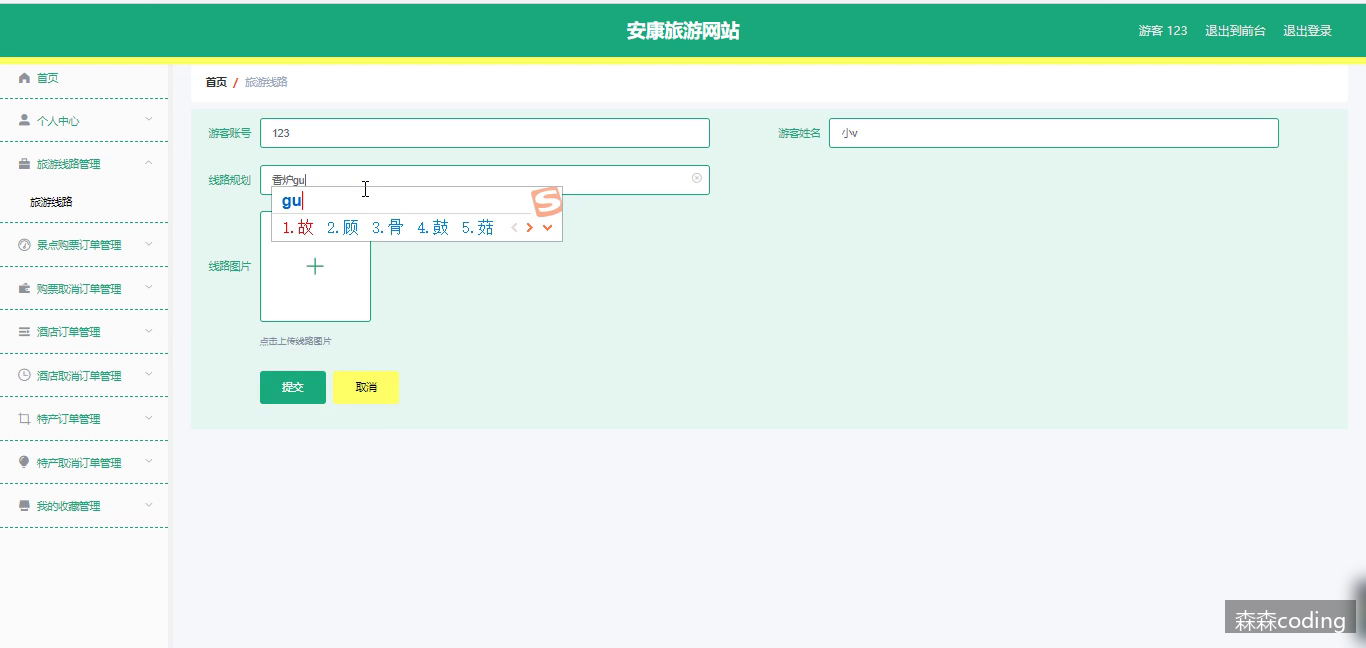 安康旅游网站
游客 123 退出到前台 退出登录
首页
个人中心
旅游线路管理
旅游线路
景点购票订单管理
购票取消订单管理
酒店订单管理
酒店取消订单管理
特产订单管理
特产取消订单管理
我的收藏管理
首页 / 旅游线路
游客账号 123 游客姓名 小v
线路规划 香炉gu
gu
1.故 2.顾 3.骨 4.鼓 5.菇
线路图片
点击上传线路图片
提交 取消
森森coding